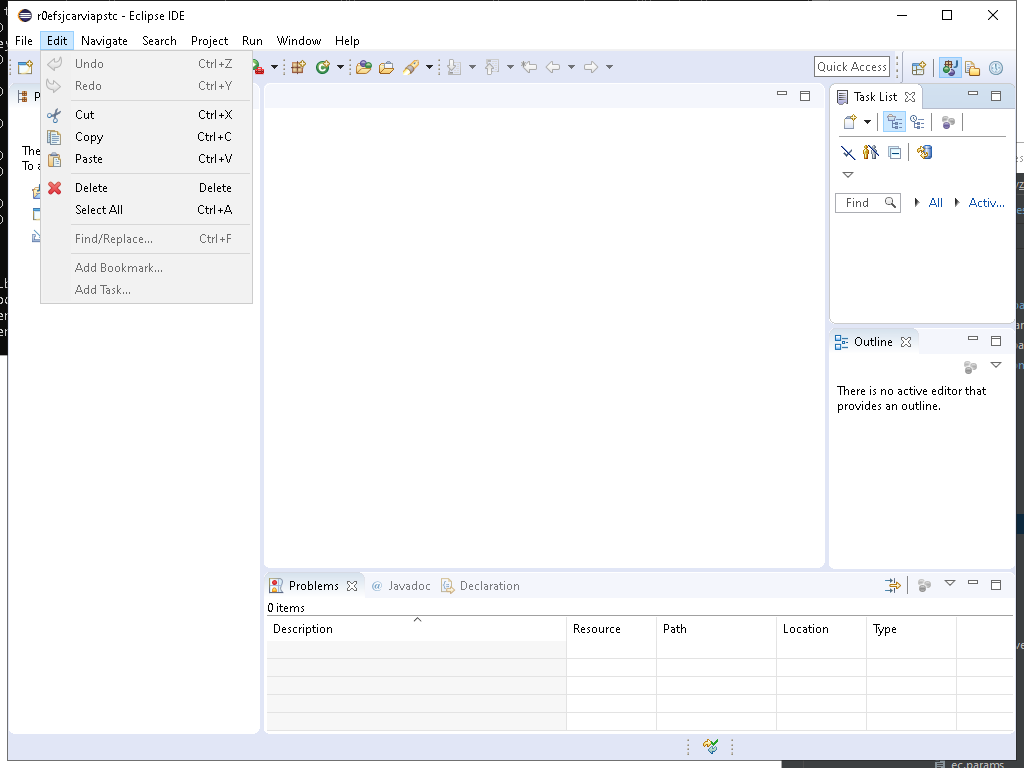 r0efsjcarviapstc - Eclipse IDE
File Edit Navigate Search Project Run Window Help
Quick Access
Undo Ctrl+Z
Redo Ctrl+Y
Cut Ctrl+X
Copy Ctrl+C
Paste Ctrl+V
Delete Delete
Select All Ctrl+A
Find/Replace... Ctrl+F
Add Bookmark...
Add Task...
Task List
Find All Activ...
Outline
There is no active editor that
provides an outline.
Problems @ Javadoc Declaration
0 items
Description Resource Path Location Type
ec.params